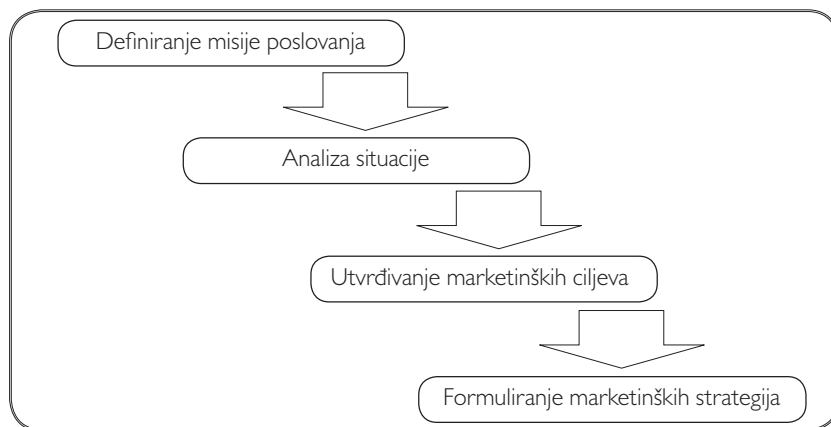 Definiranje misije poslovanja
Analiza situacije
Utvrđivanje marketinških ciljeva
Formuliranje marketinških strategija